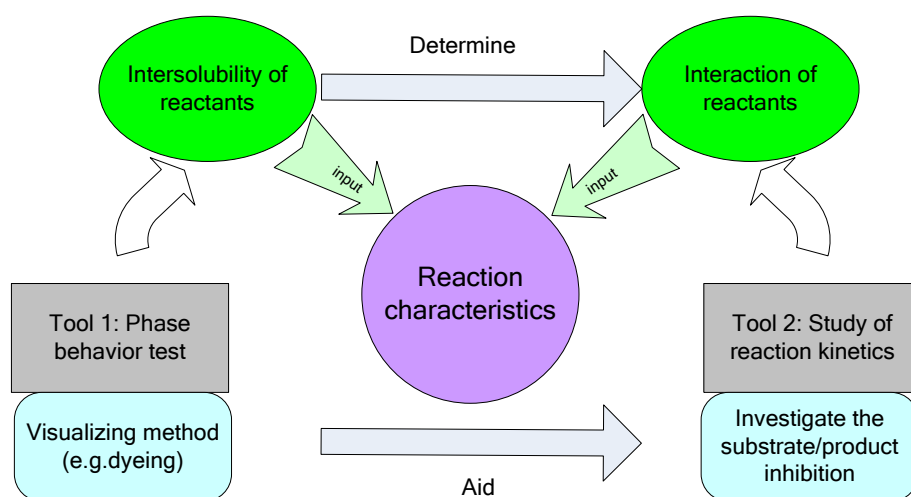 Determine
Intersolubility of
reactants
Interaction of
reactants
input
input
Reaction
characteristics
Tool 1: Phase
behavior test
Tool 2: Study of
reaction kinetics
Visualizing method
(e.g.dyeing)
Investigate the
substrate/product
inhibition
Aid